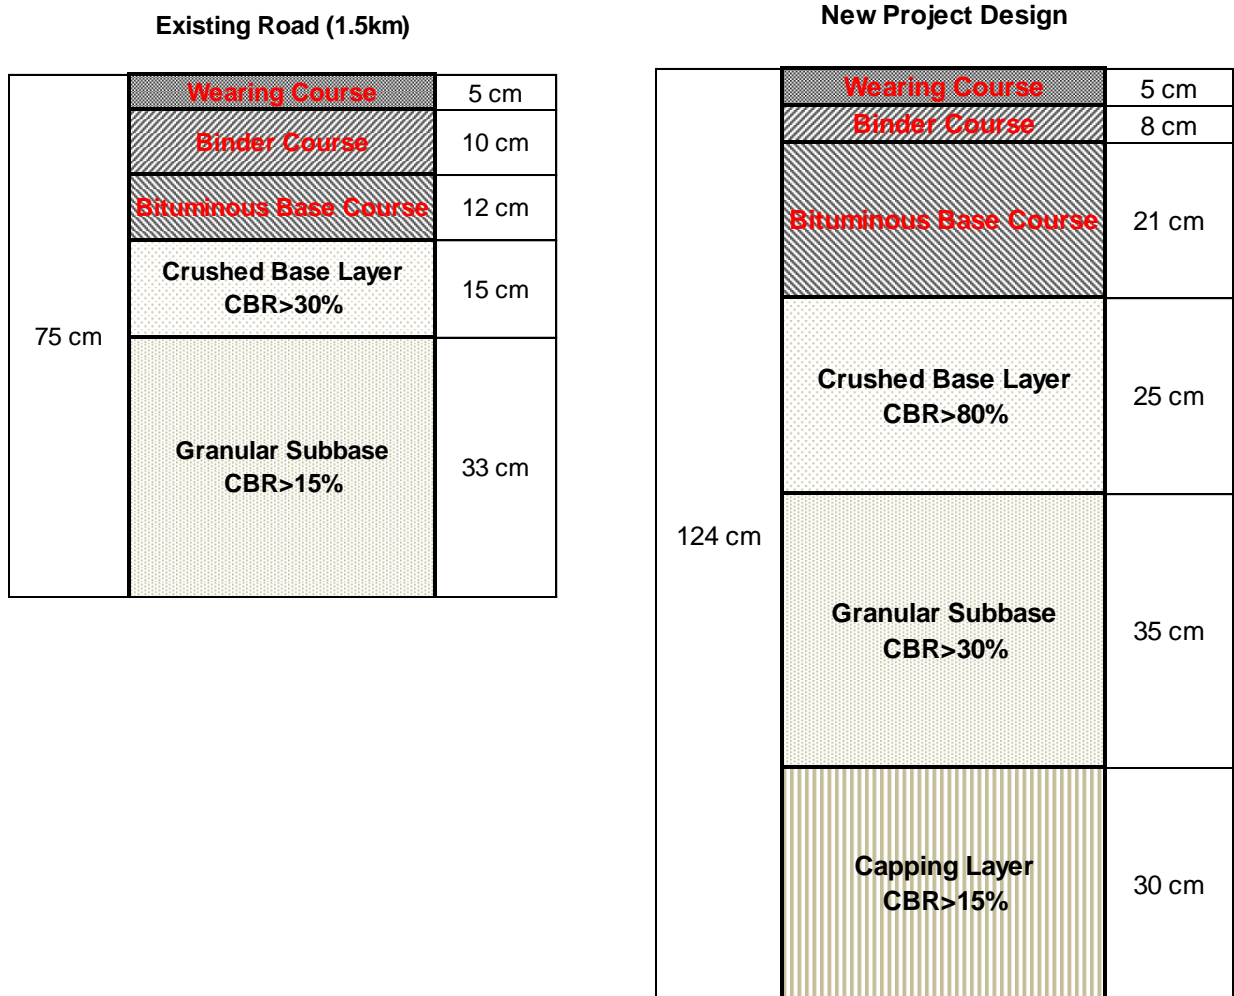 Existing Road (1.5km)
75 cm
Wearing Course
5 cm
Binder Course
10 cm
Bituminous Base Course
12 cm
Crushed Base Layer
CBR>30%
15 cm
Granular Subbase
CBR>15%
33 cm
New Project Design
124 cm
Wearing Course
5 cm
Binder Course
8 cm
Bituminous Base Course
21 cm
Crushed Base Layer
CBR>80%
25 cm
Granular Subbase
CBR>30%
35 cm
Capping Layer
CBR>15%
30 cm